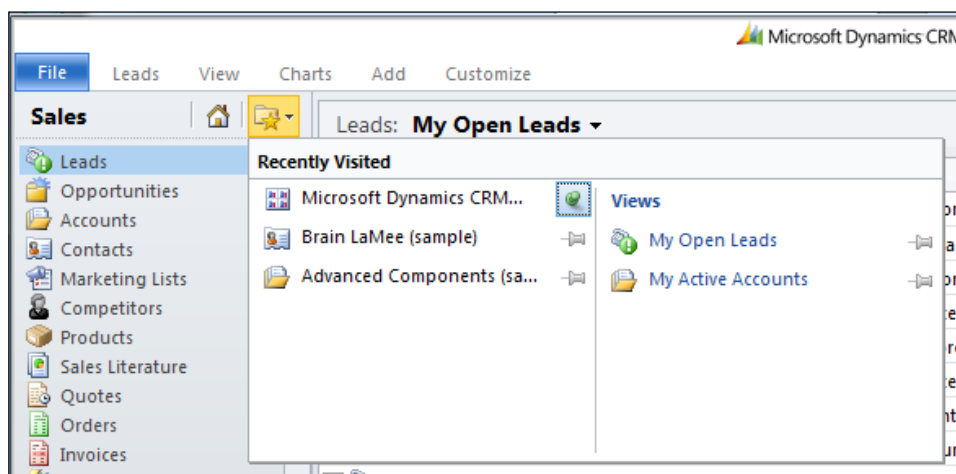 Microsoft Dynamics CRM
File Leads View Charts Add Customize
Sales
Leads: My Open Leads
Leads
Opportunities
Accounts
Contacts
Marketing Lists
Competitors
Products
Sales Literature
Quotes
Orders
Invoices
Recently Visited
Microsoft Dynamics CRM...
Brain LaMee (sample)
Advanced Components (sa...
Views
My Open Leads
My Active Accounts